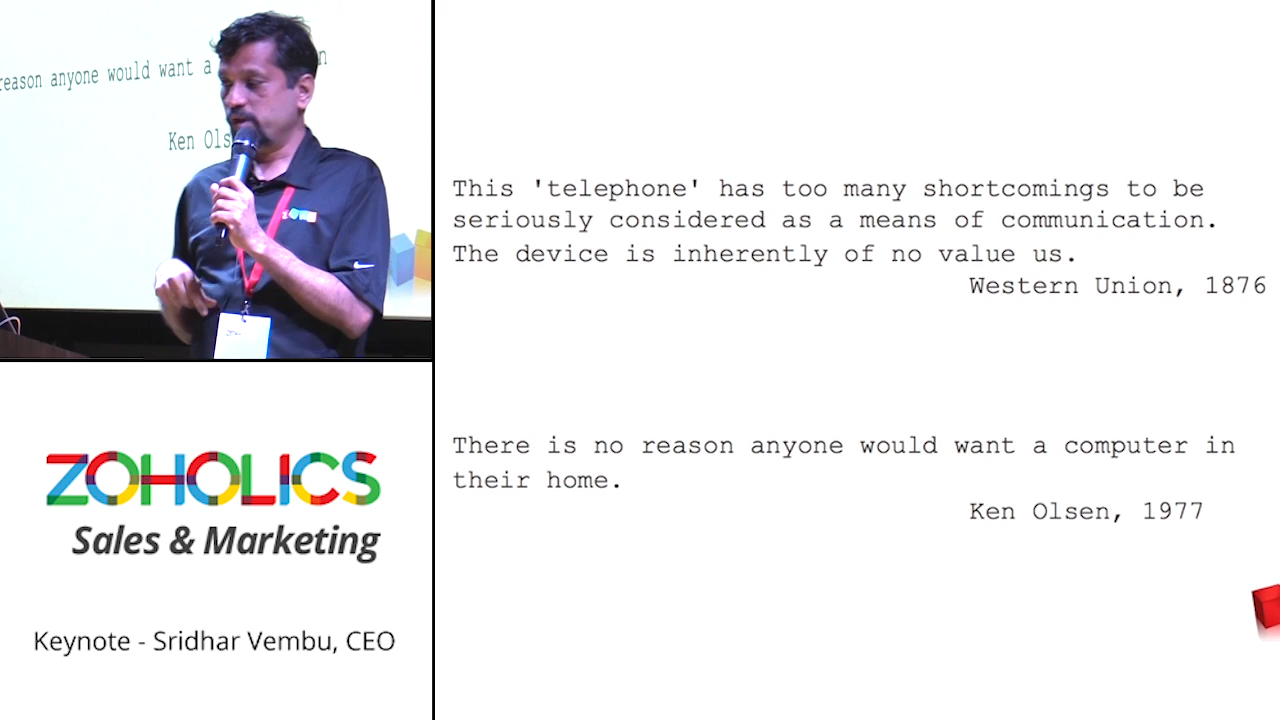 reason anyone would want a
Ken Ols
ZOHOLICS
Sales & Marketing
Keynote - Sridhar Vembu, CEO
This 'telephone' has too many shortcomings to be
seriously considered as a means of communication.
The device is inherently of no value us.
Western Union, 1876
There is no reason anyone would want a computer in
their home.
Ken Olsen, 1977